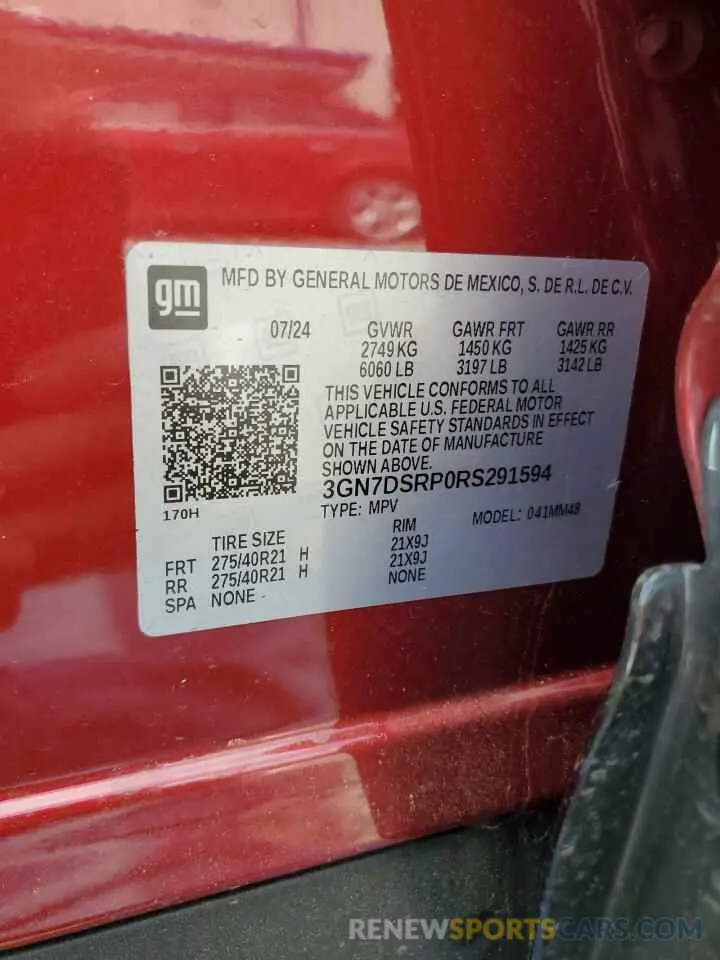 gm
MFD BY GENERAL MOTORS DE MEXICO, S. DE R.L. DE C.V.
07/24 GVWR GAWR FRT GAWR RR
2749 KG 1450 KG 1425 KG
6060 LB 3197 LB 3142 LB
THIS VEHICLE CONFORMS TO ALL
APPLICABLE U.S. FEDERAL MOTOR
VEHICLE SAFETY STANDARDS IN EFFECT
ON THE DATE OF MANUFACTURE
SHOWN ABOVE.
3GN7DSRP0RS291594
170H
TYPE: MPV MODEL: 041MM48
TIRE SIZE RIM
FRT 275/40R21 H 21X9J
RR 275/40R21 H 21X9J
SPA NONE NONE
RENEWSPORTSCARS.COM